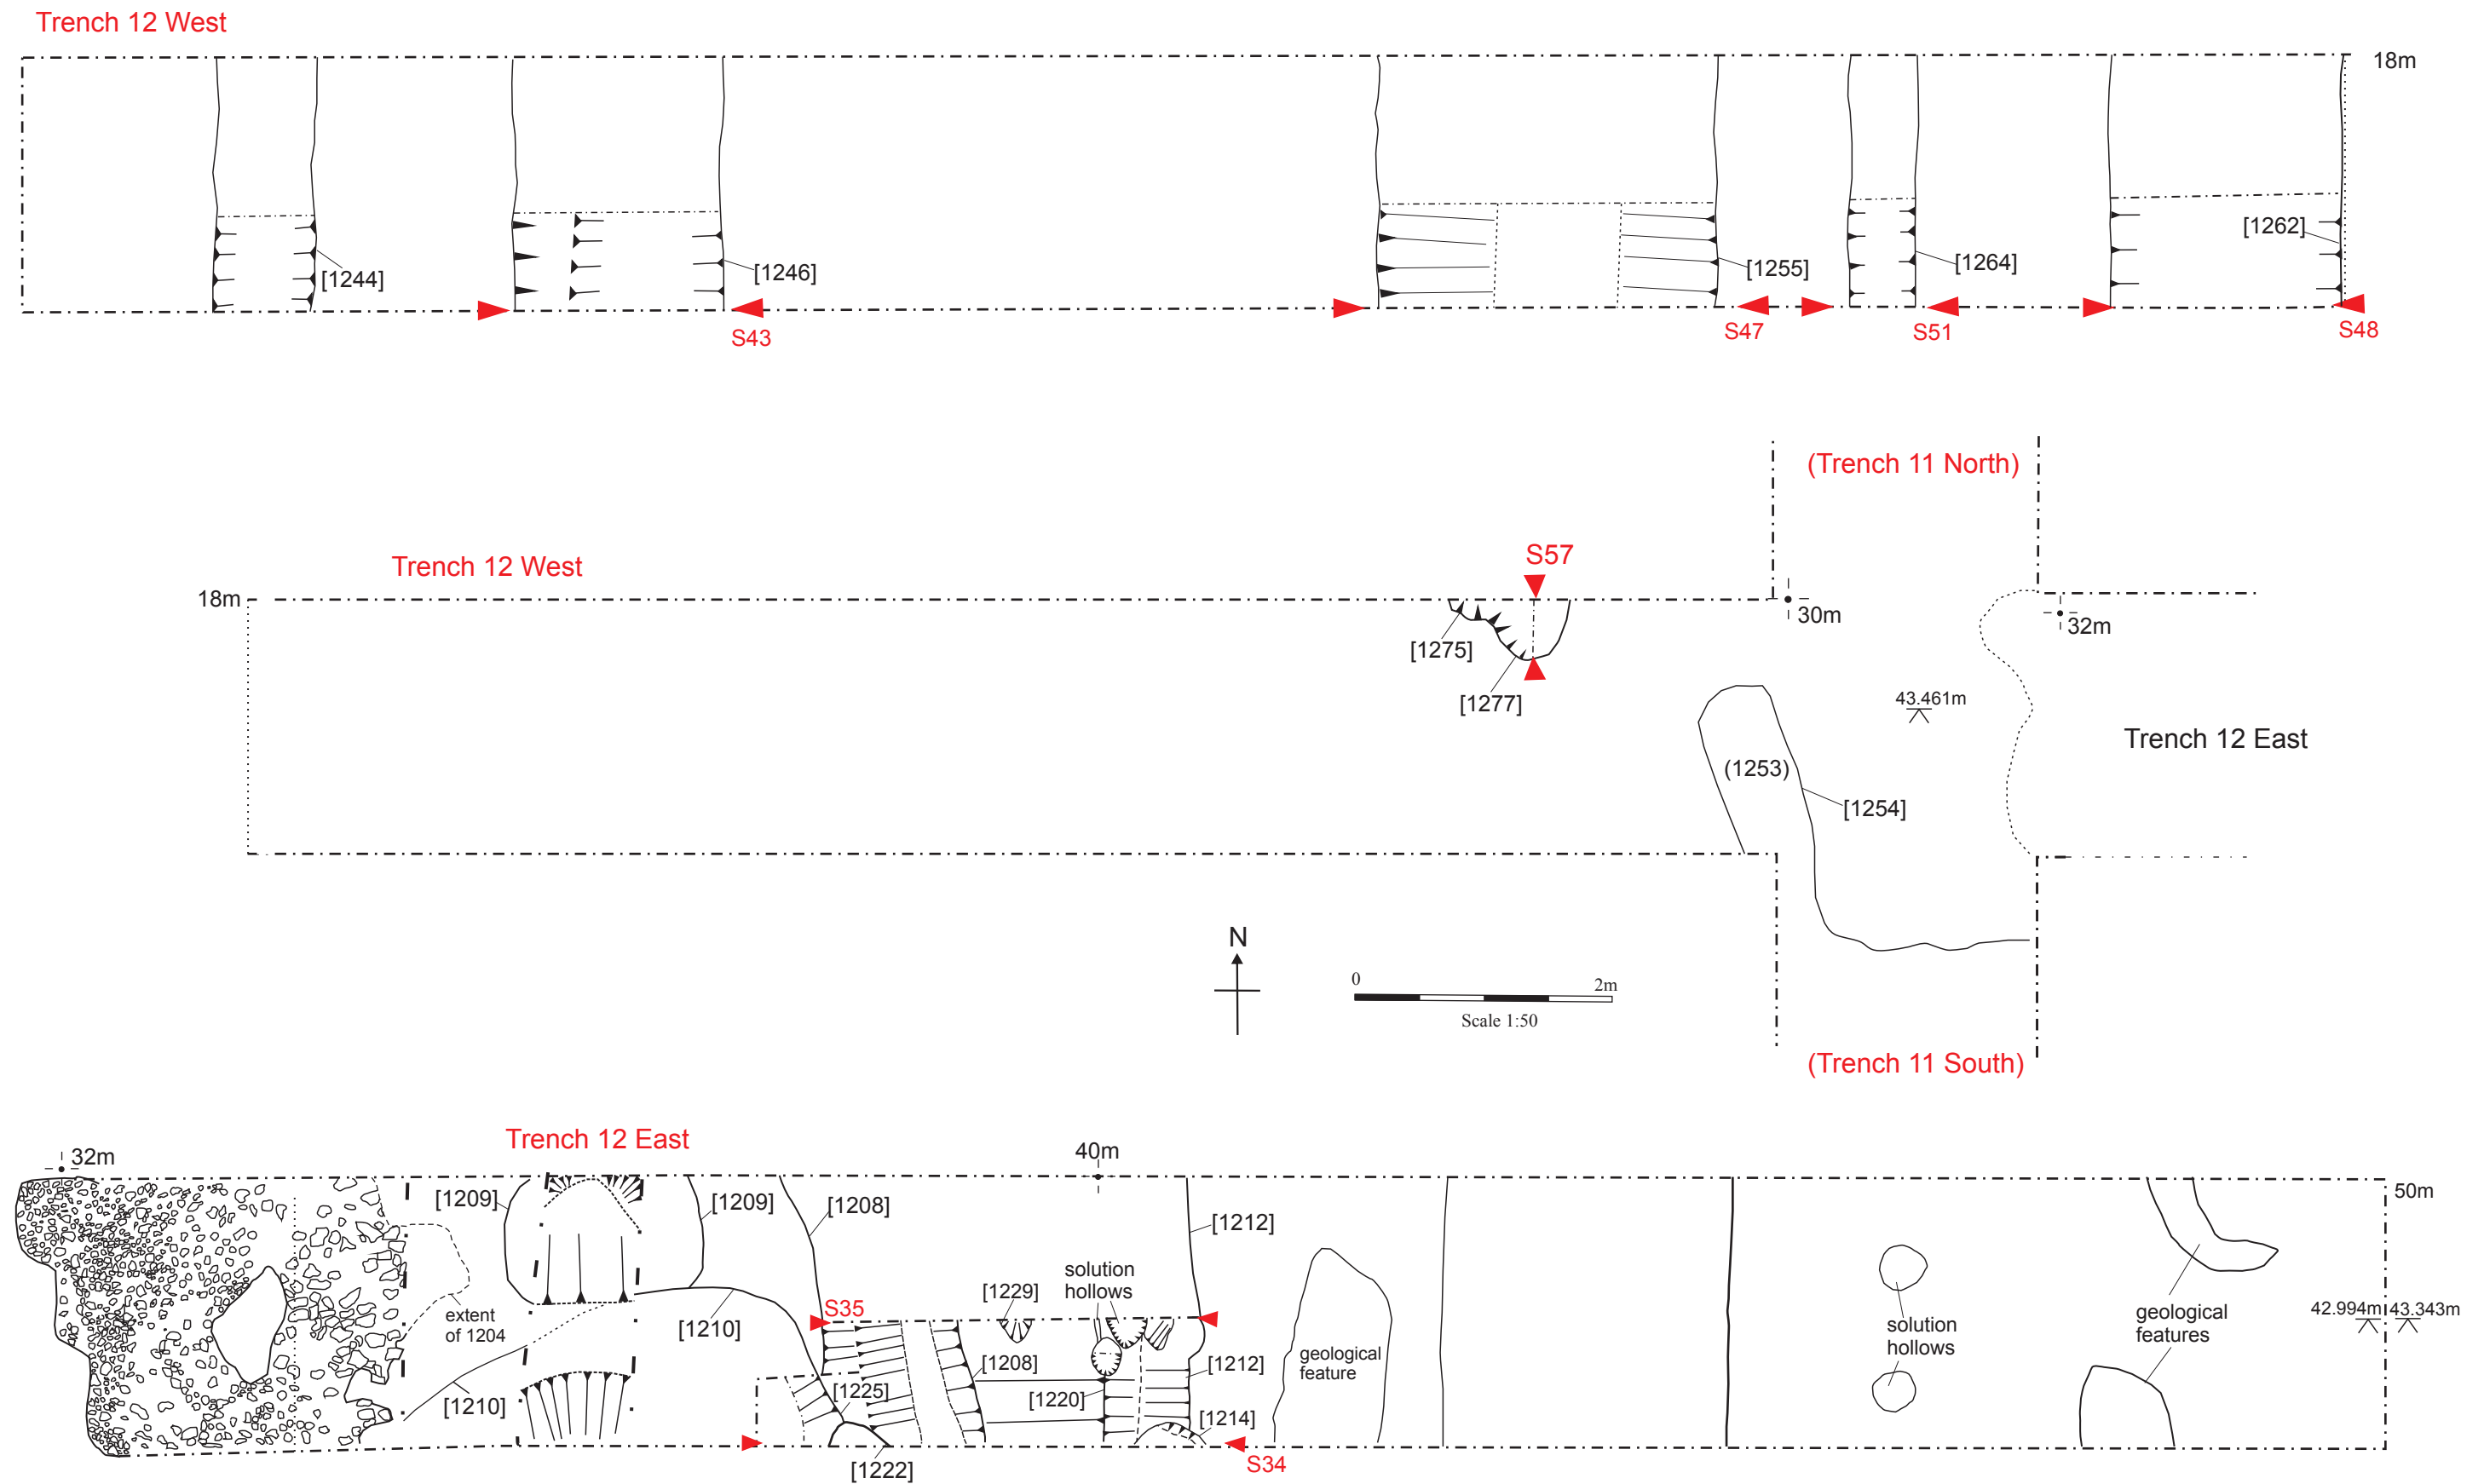 Trench 12 West
18m
[1244]
[1246]
[1255]
[1264]
[1262]
S43
S47
S51
S48
(Trench 11 North)
Trench 12 West
S57
18m
30m
32m
[1275]
[1277]
43.461m
Trench 12 East
(1253)
[1254]
N
0
2m
Scale 1:50
(Trench 11 South)
Trench 12 East
32m
40m
50m
[1209]
[1209]
[1208]
[1212]
solution
hollows
[1229]
S35
extent
of 1204
[1210]
[1208]
[1212]
geological
feature
solution
hollows
geological
features
42.994m
43.343m
[1210]
[1225]
[1220]
[1214]
[1222]
S34